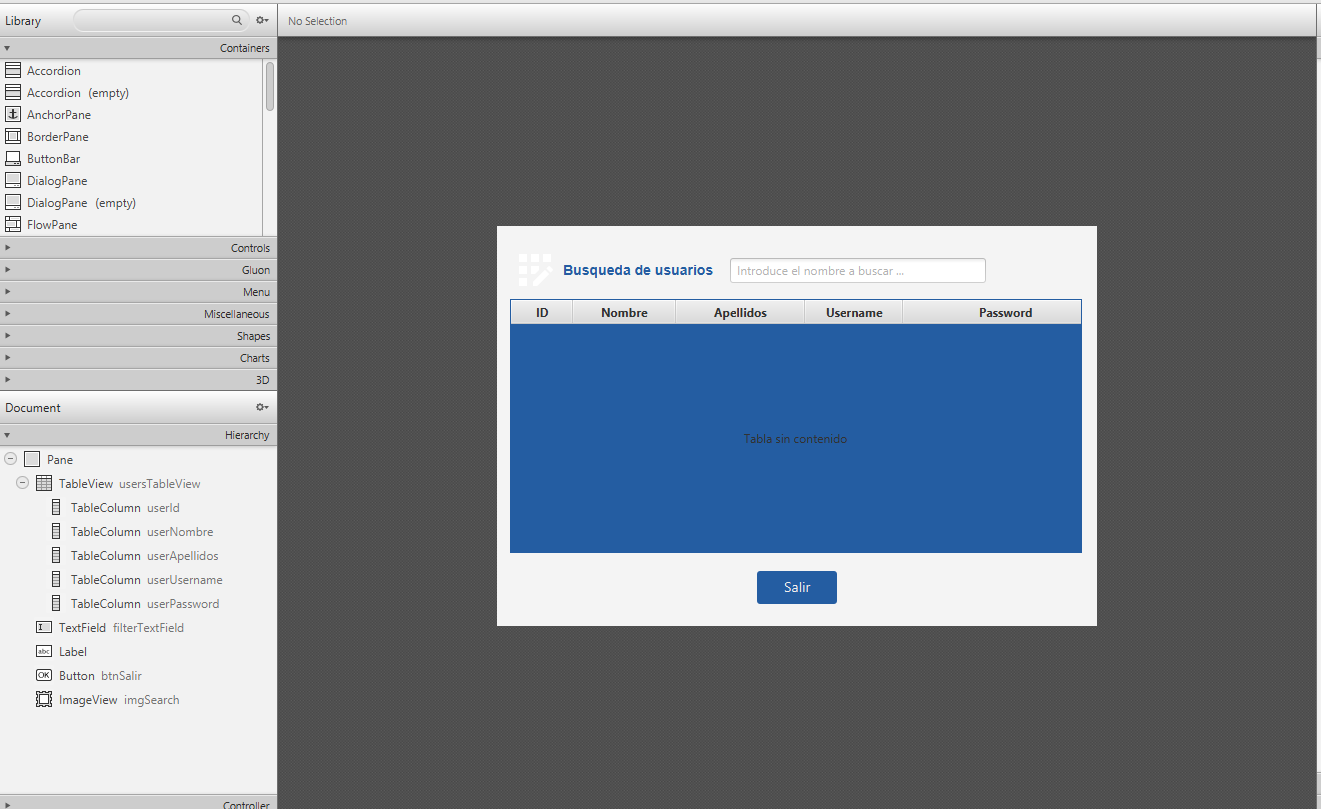 Library
No Selection
Containers
Accordion
Accordion (empty)
AnchorPane
BorderPane
ButtonBar
DialogPane
DialogPane (empty)
FlowPane
Controls
Gluon
Menu
Miscellaneous
Shapes
Charts
3D
Document
Hierarchy
Pane
TableView usersTableView
TableColumn userId
TableColumn userNombre
TableColumn userApellidos
TableColumn userUsername
TableColumn userPassword
I TextField filterTextField
abc Label
OK Button btnSalir
ImageView imgSearch
Controller
Busqueda de usuarios
Introduce el nombre a buscar ...
ID Nombre Apellidos Username Password
Tabla sin contenido
Salir